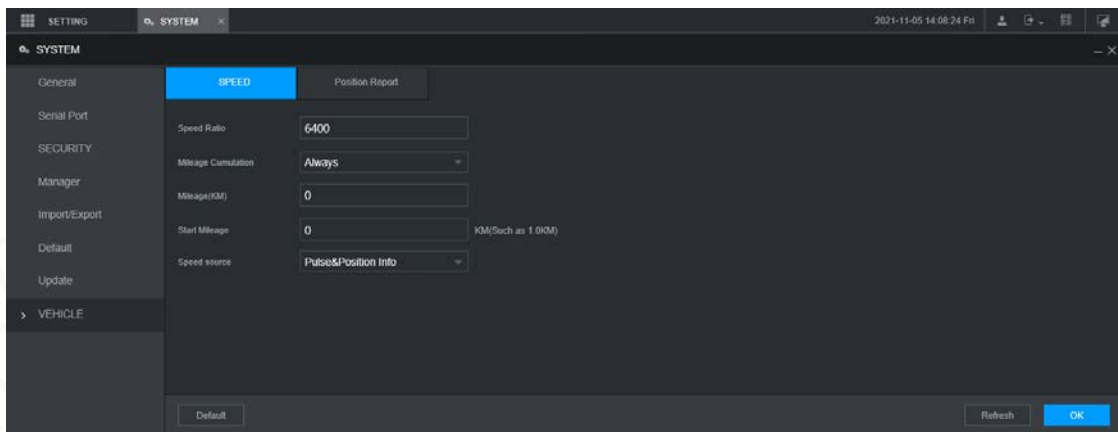 SETTING SYSTEM × 2021-11-05 14:08:24 Fri
SYSTEM
General
Serial Port
SECURITY
Manager
Import/Export
Default
Update
VEHICLE
SPEED Position Report
Speed Ratio 6400
Mileage Cumulation Always
Mileage(KM) 0
Start Mileage 0 KM(Such as 1.0KM)
Speed source Pulse&Position Info
Default Refresh OK